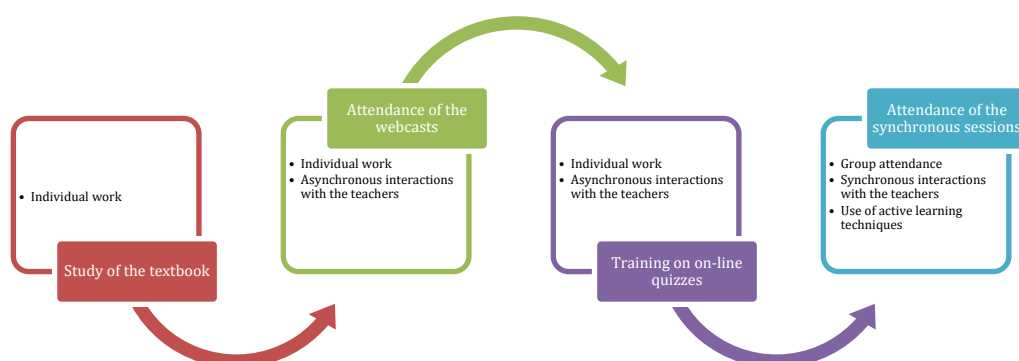 • Individual work
Study of the textbook
Attendance of the
webcasts
• Individual work
• Asynchronous interactions
with the teachers
• Individual work
• Asynchronous interactions
with the teachers
Training on on-line
quizzes
Attendance of the
synchronous sessions
• Group attendance
• Synchronous interactions
with the teachers
• Use of active learning
techniques